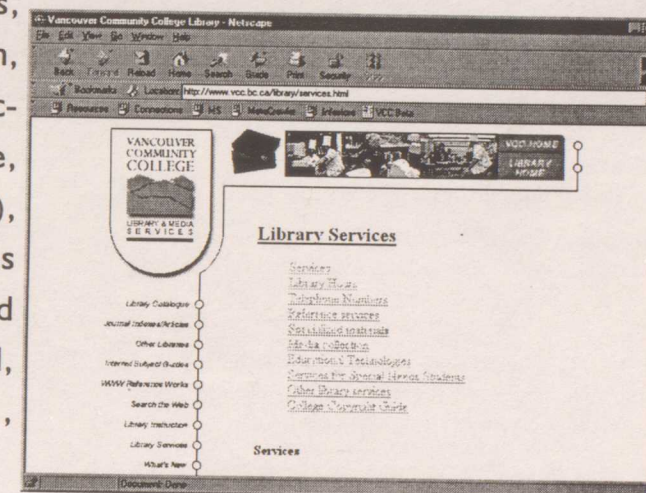 s,
n,
c-
e,
),
s
d
l,
,
Vancouver Community College Library - Netscape
File Edit View Go Window Help
Back Forward Reload Home Search Guide Print Security
Bookmarks Location: http://www.vcc.bc.ca/library/services.html
Resources Connections WS MetaCrawler Inferior VCC Beta
VANCOUVER
COMMUNITY
COLLEGE
LIBRARY & MEDIA
SERVICES
VCC HOME
LIBRARY
HOME
Library Services
Services
Library Hours
Telephone Numbers
Reference services
Specialized materials
Media collection
Educational Technologies
Services for Special Needs Students
Other library services
College Copyright Guide
Library Catalogue
Journal Indexes/Articles
Other Libraries
Internet Subject Guides
WWW Reference Works
Search the Web
Library Instruction
Library Services
What's New
Services
Document: Done